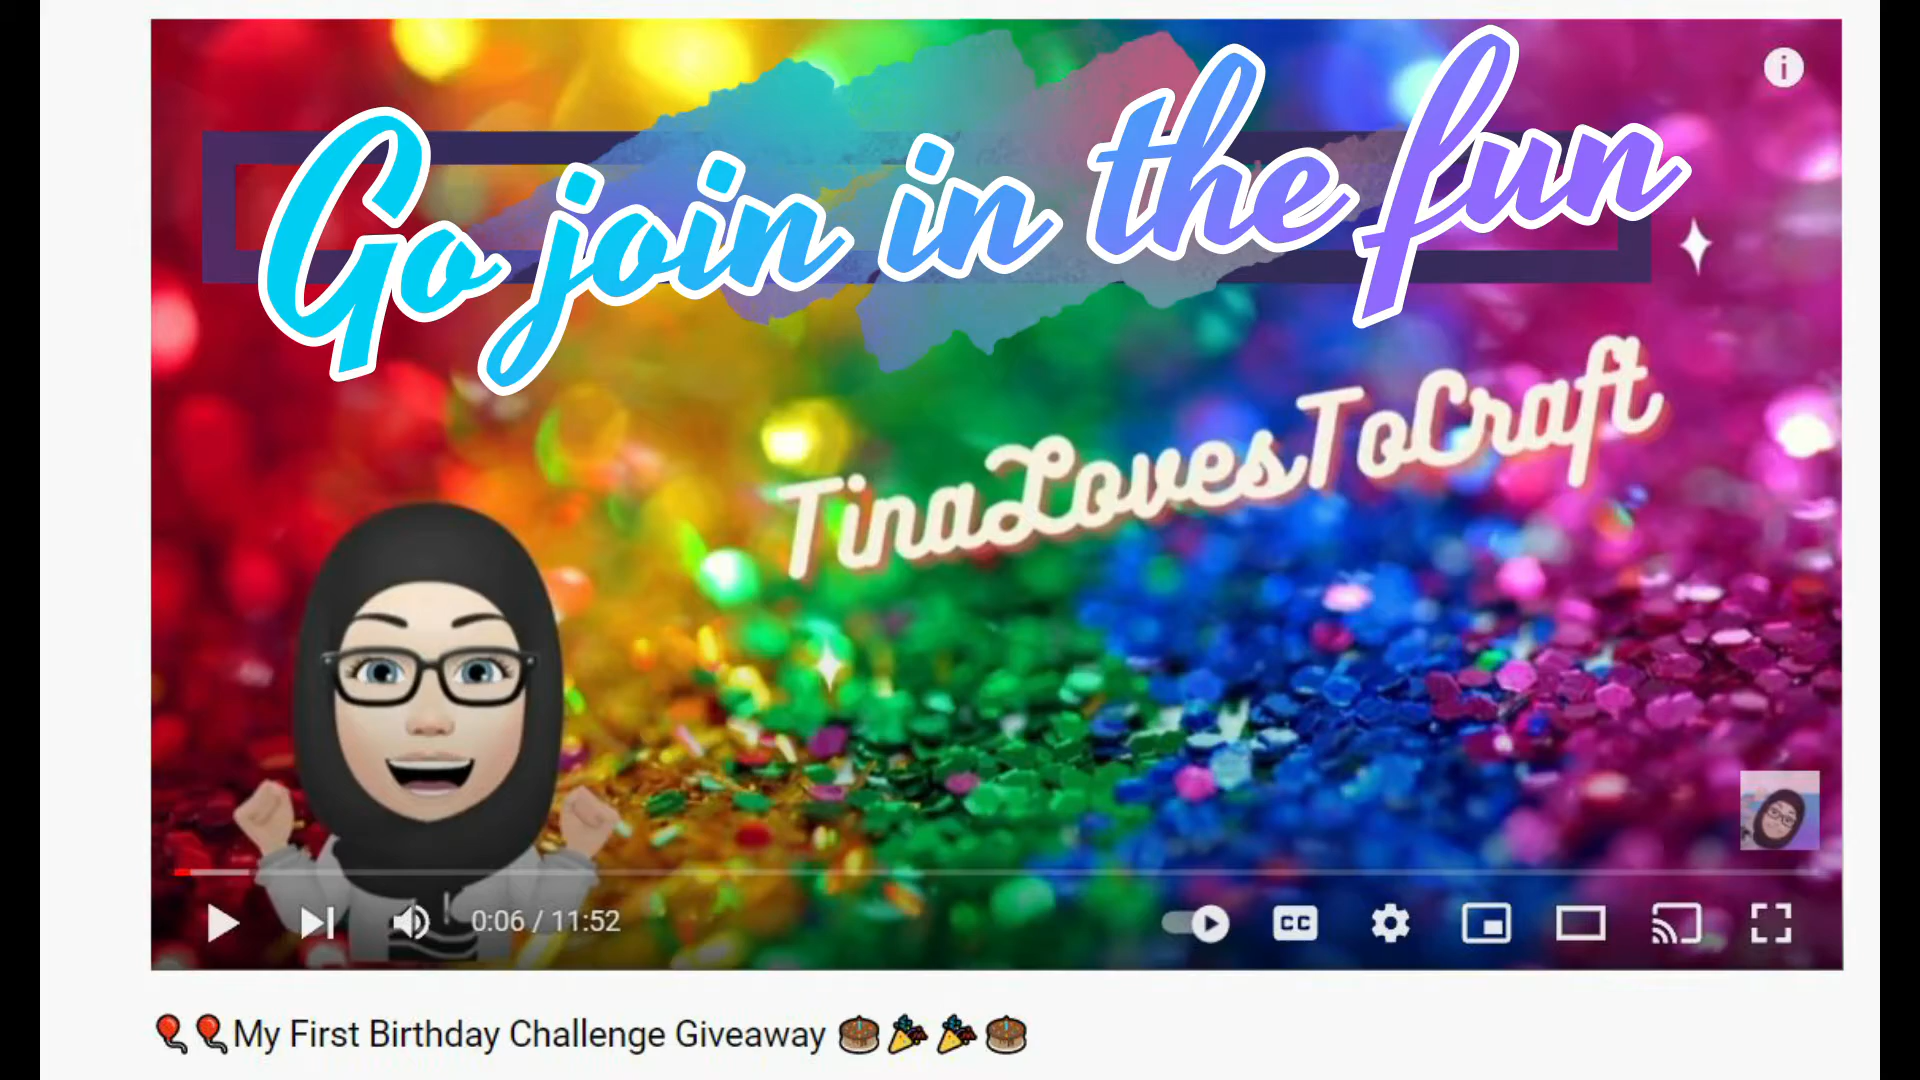 Go join in the fun
TinaLovesToCraft
0:06 / 11:52
CC
🎈🎈My First Birthday Challenge Giveaway 🎂🎉🎉🎂